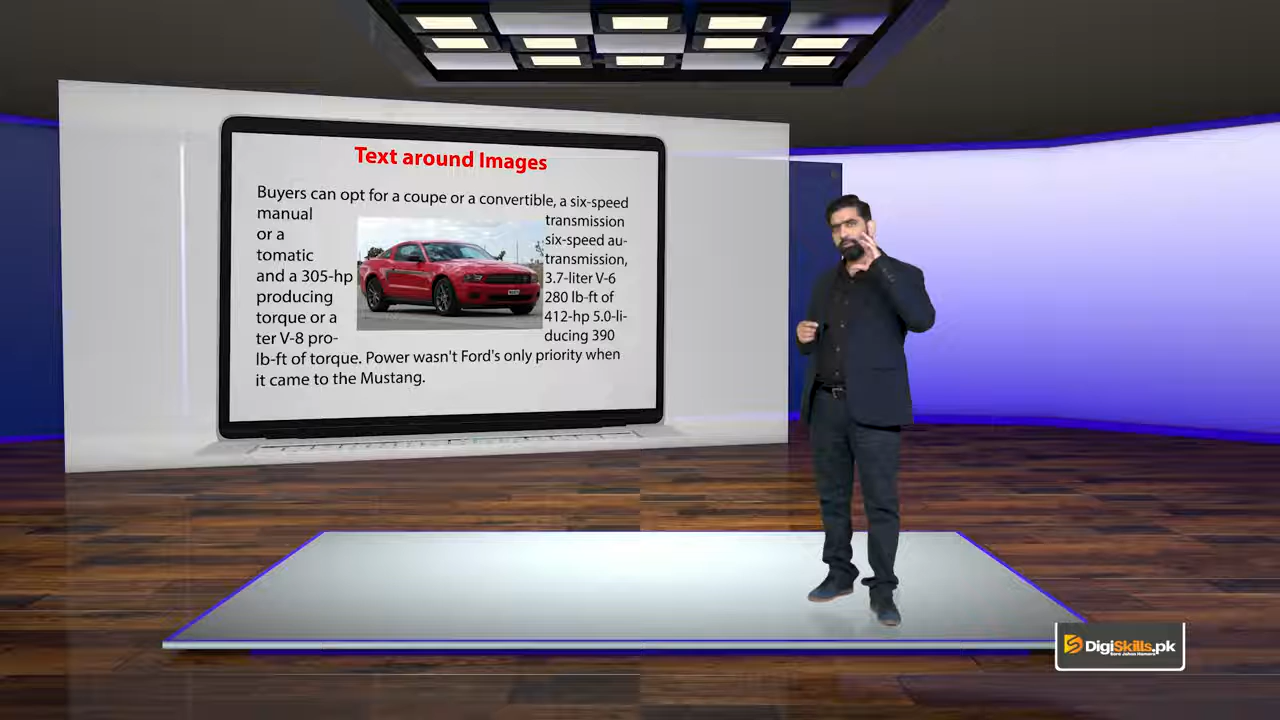 Text around Images
Buyers can opt for a coupe or a convertible, a six-speed
manual transmission
or a six-speed au-
tomatic transmission,
and a 305-hp 3.7-liter V-6
producing 280 lb-ft of
torque or a 412-hp 5.0-li-
ter V-8 pro- ducing 390
lb-ft of torque. Power wasn't Ford's only priority when
it came to the Mustang.
DigiSkills.pk